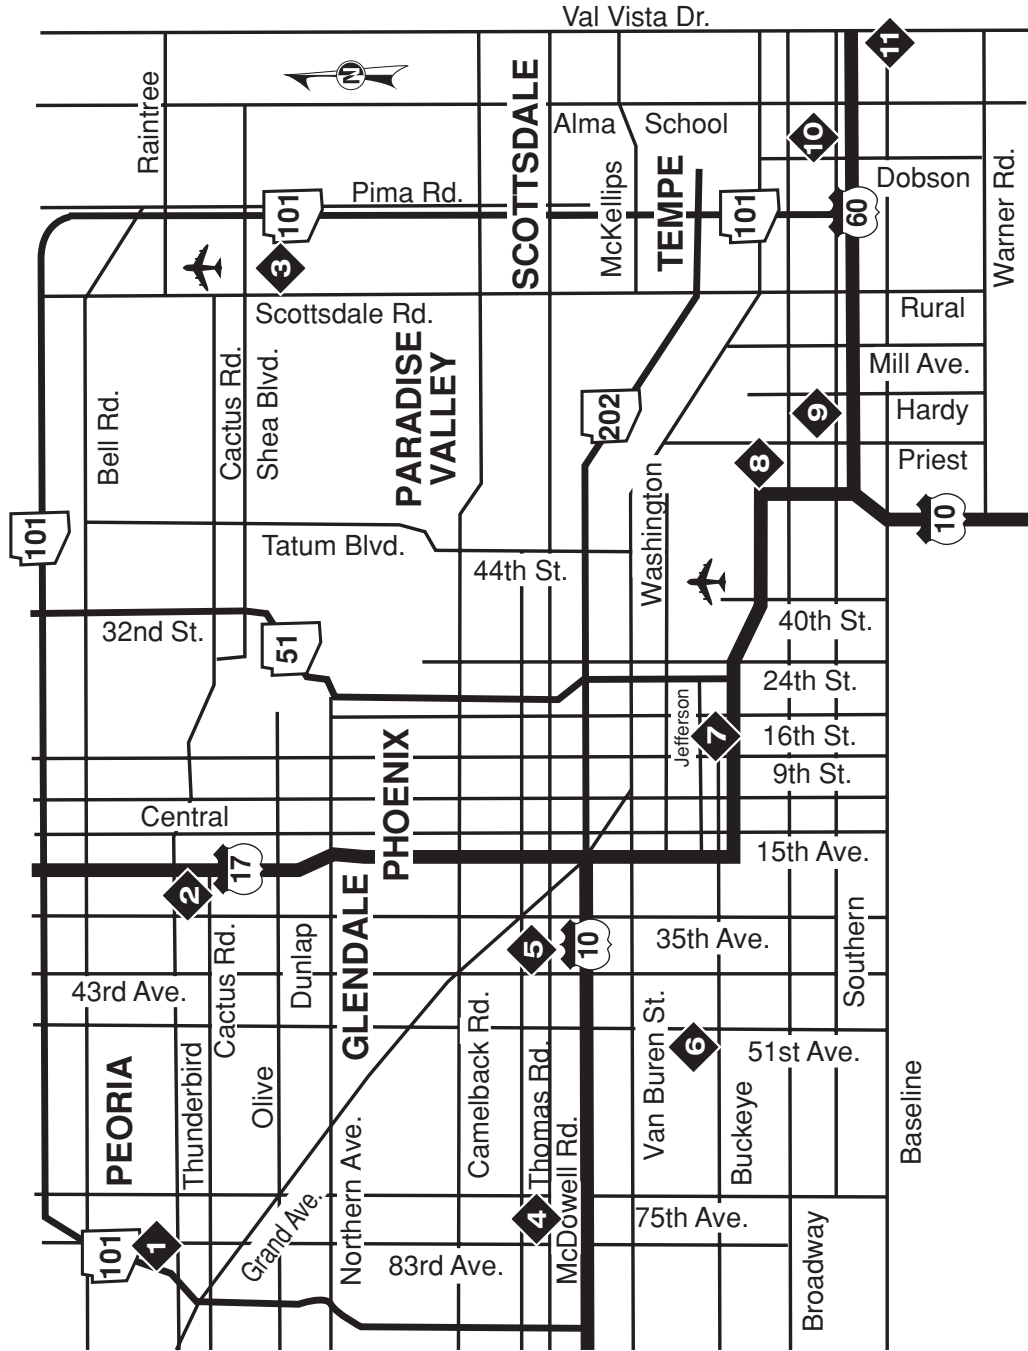 Val Vista Dr.
11
Raintree
N
SCOTTSDALE
Alma School
10
TEMPE
McKellips
Warner Rd.
Dobson
Pima Rd.
101
101
60
3
Scottsdale Rd.
Rural
PARADISE
VALLEY
Cactus Rd.
Shea Blvd.
Mill Ave.
Bell Rd.
202
9
Hardy
8
Priest
Washington
101
10
Tatum Blvd.
44th St.
32nd St.
51
40th St.
24th St.
Jefferson
7
16th St.
PHOENIX
9th St.
Central
15th Ave.
2
17
GLENDALE
5
10
35th Ave.
Southern
Cactus Rd.
Dunlap
43rd Ave.
Camelback Rd.
Van Buren St.
6
51st Ave.
PEORIA
Thunderbird
Olive
Thomas Rd.
Buckeye
Baseline
Northern Ave.
McDowell Rd.
Grand Ave.
4
75th Ave.
101
1
83rd Ave.
Broadway